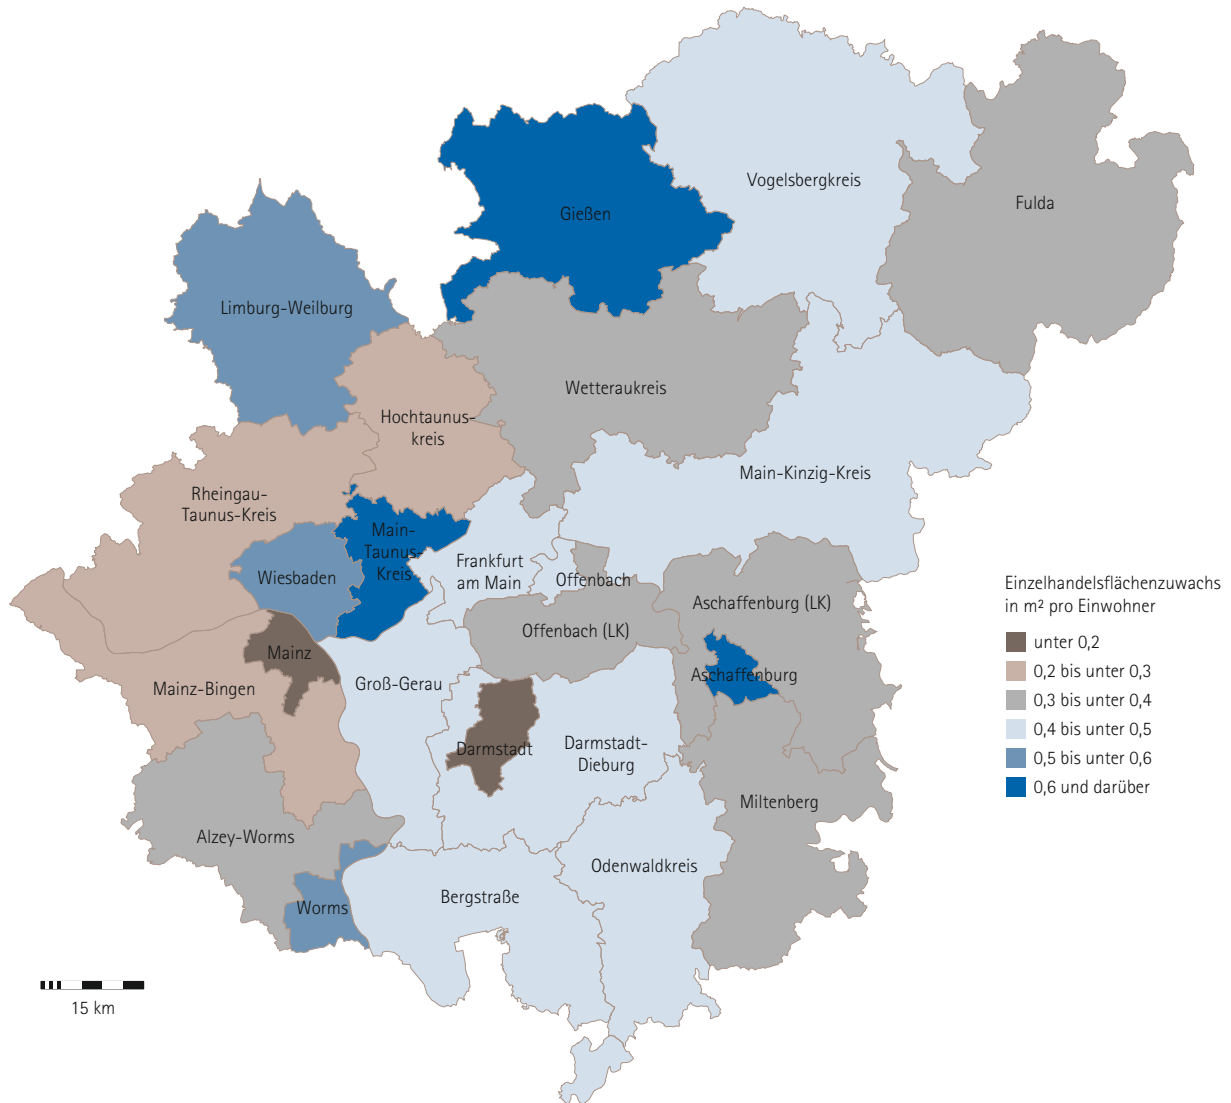 Vogelsbergkreis
Fulda
Gießen
Limburg-Weilburg
Wetteraukreis
Hochtaunus-
kreis
Main-Kinzig-Kreis
Rheingau-
Taunus-Kreis
Main-
Taunus-
Kreis
Frankfurt
am Main
Wiesbaden
Offenbach
Aschaffenburg (LK)
Offenbach (LK)
Mainz
Mainz-Bingen
Groß-Gerau
Aschaffenburg
Darmstadt
Darmstadt-
Dieburg
Miltenberg
Alzey-Worms
Odenwaldkreis
Bergstraße
Worms
Einzelhandelsflächenzuwachs
in m² pro Einwohner
unter 0,2
0,2 bis unter 0,3
0,3 bis unter 0,4
0,4 bis unter 0,5
0,5 bis unter 0,6
0,6 und darüber
15 km